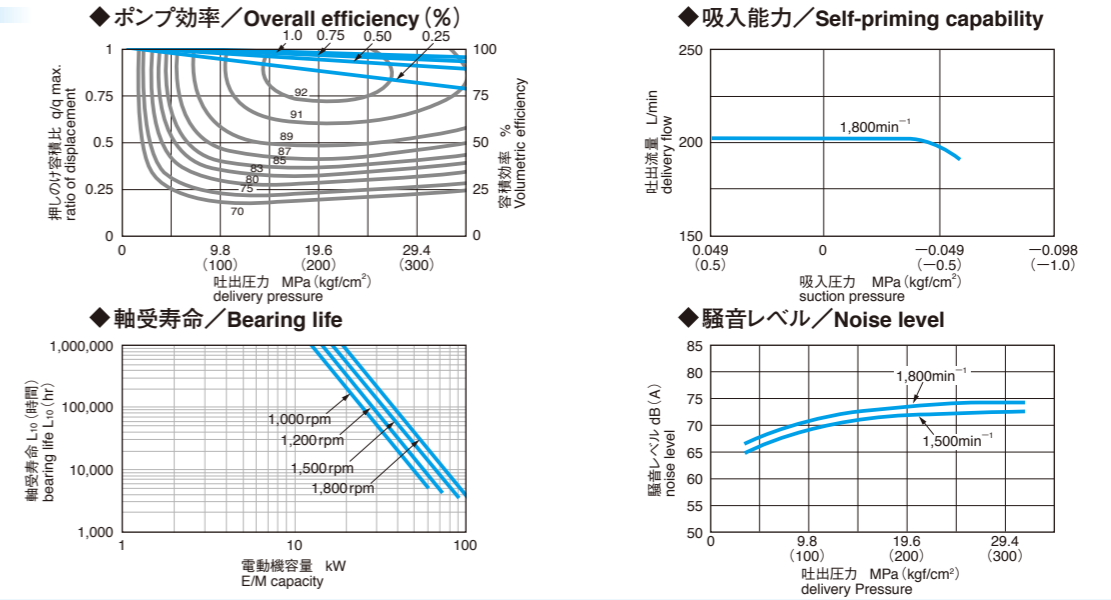 ◆ポンプ効率／Overall efficiency（％）
1.0 0.75 0.50 0.25
押しのけ容積比 q/q max.
ratio of displacement
1
0.75
0.5
0.25
0
92
91
89
87
85
83
80
75
70
100
75
50
25
0
容積効率 %
Volumetric efficiency
0 9.8 19.6 29.4
（100） （200） （300）
吐出圧力 MPa（kgf/cm²）
delivery pressure
◆吸入能力／Self-priming capability
吐出流量 L/min
delivery flow
250
200
150
1,800min⁻¹
0.049 0 －0.049 －0.098
（0.5） （－0.5） （－1.0）
吸入圧力 MPa（kgf/cm²）
suction pressure
◆軸受寿命／Bearing life
軸受寿命 L₁₀（時間）
bearing life L₁₀（hr）
1,000,000
100,000
10,000
1,000
1,000rpm
1,200rpm
1,500rpm
1,800rpm
1 10 100
電動機容量 kW
E/M capacity
◆騒音レベル／Noise level
騒音レベル dB（A）
noise level
85
80
75
70
65
60
55
50
1,800min⁻¹
1,500min⁻¹
0 9.8 19.6 29.4
（100） （200） （300）
吐出圧力 MPa（kgf/cm²）
delivery Pressure